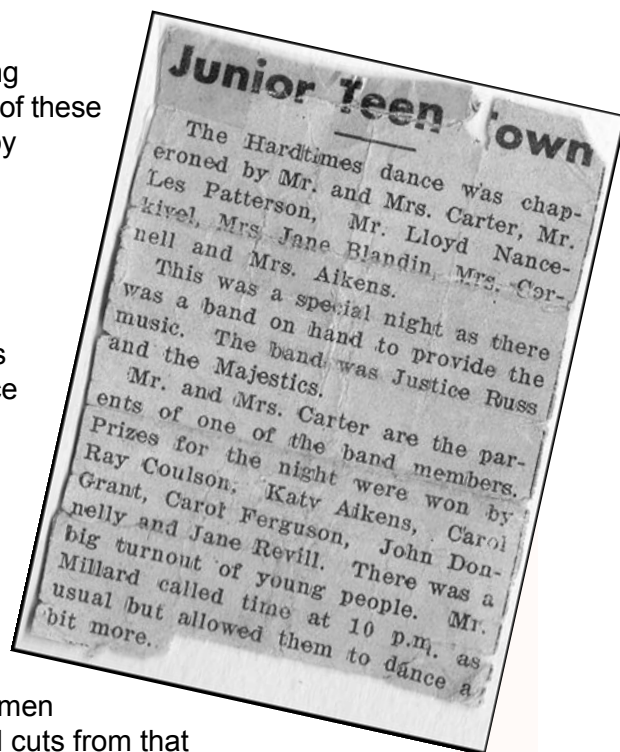 ng
of these
by
s
ce
men
cuts from that
Junior Teen Town
The Hardtimes dance was chap-
eroned by Mr. and Mrs. Carter, Mr.
Les Patterson, Mr. Lloyd Nance-
kivel, Mrs Jane Blandin, Mrs. Cor-
nell and Mrs. Aikens.
This was a special night as there
was a band on hand to provide the
music. The band was Justice Russ
and the Majestics.
Mr. and Mrs. Carter are the par-
ents of one of the band members.
Prizes for the night were won by
Ray Coulson, Katy Aikens, Carol
Grant, Carol Ferguson, John Don-
nelly and Jane Revill. There was a
big turnout of young people. Mr.
Millard called time at 10 p.m. as
usual but allowed them to dance a
bit more.